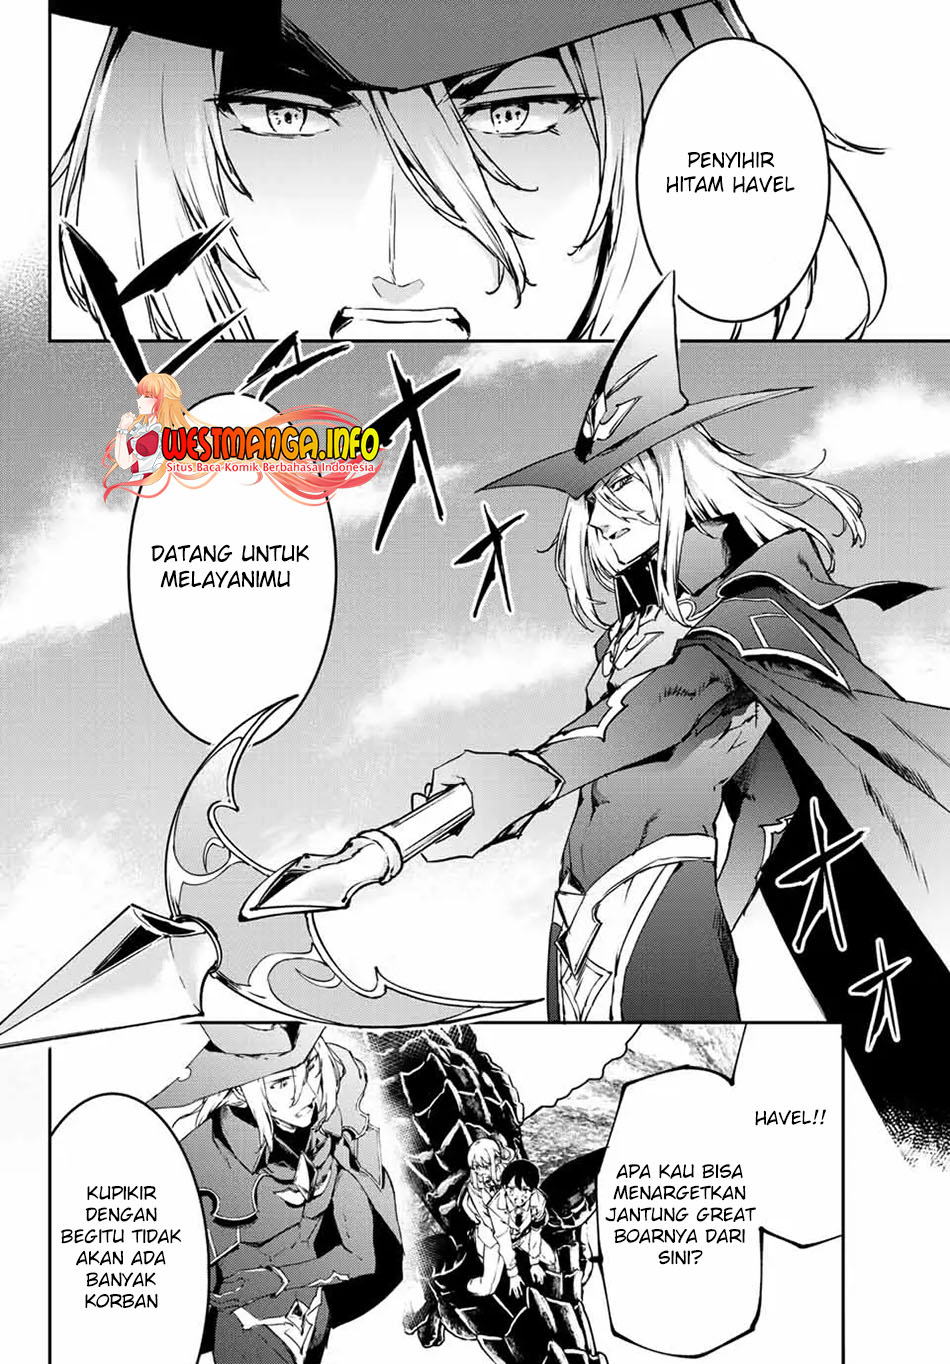 PENYIHIR
HITAM HAVEL
WESTMANGA.INFO
Situs Baca Komik Berbahasa Indonesia
DATANG UNTUK
MELAYANIMU
HAVEL!!
APA KAU BISA
MENARGETKAN
JANTUNG GREAT
BOARNYA DARI
SINI?
KUPIKIR
DENGAN
BEGITU TIDAK
AKAN ADA
BANYAK
KORBAN